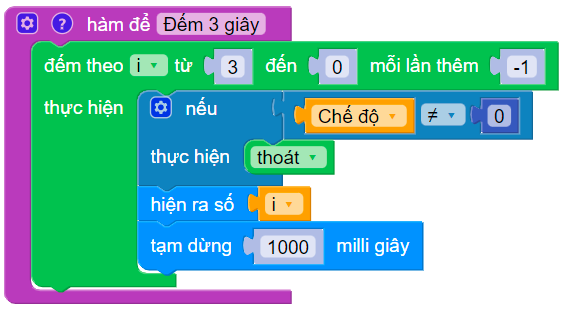 ? hàm để Đếm 3 giây
đếm theo i từ 3 đến 0 mỗi lần thêm -1
thực hiện nếu Chế độ ≠ 0
thực hiện thoát
hiện ra số i
tạm dừng 1000 milli giây